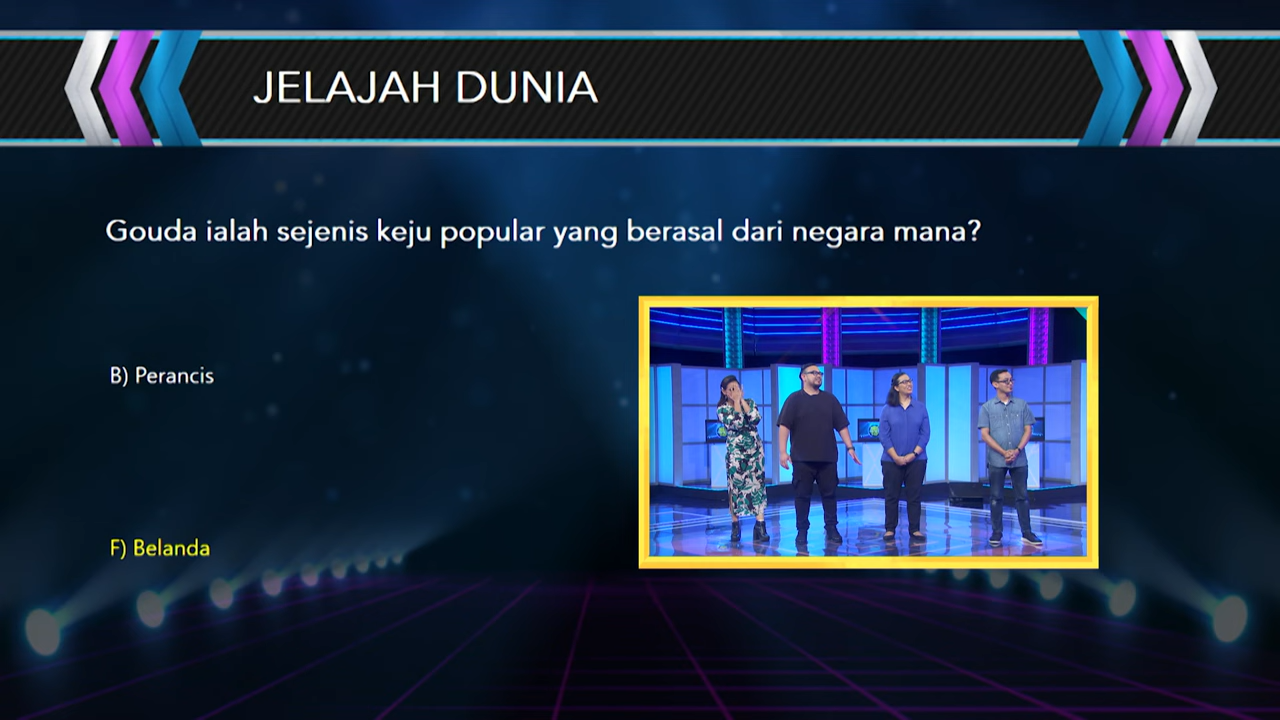 JELAJAH DUNIA
Gouda ialah sejenis keju popular yang berasal dari negara mana?
B) Perancis
F) Belanda